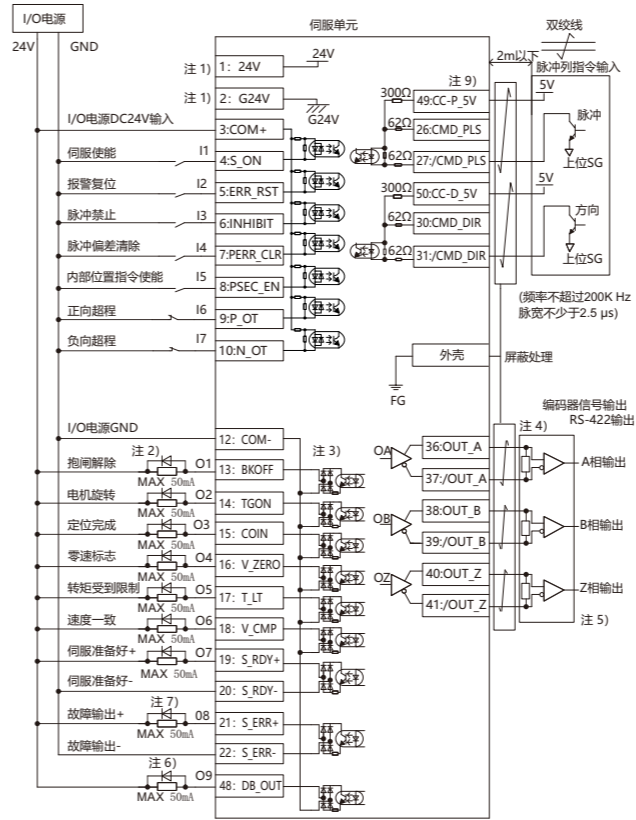 I/O电源
24V
GND
伺服单元
双绞线
2m以下
脉冲列指令输入
注 1)
1: 24V
24V
注 1)
2: G24V
G24V
I/O电源DC24V输入
3:COM+
伺服使能
I1
4:S_ON
报警复位
I2
5:ERR_RST
脉冲禁止
I3
6:INHIBIT
脉冲偏差清除
I4
7:PERR_CLR
内部位置指令使能
I5
8:PSEC_EN
正向超程
I6
9:P_OT
负向超程
I7
10:N_OT
注 9)
300Ω
49:CC-P_5V
5V
62Ω
26:CMD_PLS
脉冲
62Ω
27:/CMD_PLS
上位SG
300Ω
50:CC-D_5V
5V
62Ω
30:CMD_DIR
方向
62Ω
31:/CMD_DIR
上位SG
(频率不超过200K Hz
脉宽不少于2.5 μs)
外壳
屏蔽处理
FG
编码器信号输出
RS-422输出
I/O电源GND
12: COM-
注 2)
注 3)
抱闸解除
O1
13: BKOFF
MAX 50mA
电机旋转
O2
14: TGON
MAX 50mA
定位完成
O3
15: COIN
MAX 50mA
零速标志
O4
16: V_ZERO
MAX 50mA
转矩受到限制
O5
17: T_LT
MAX 50mA
速度一致
O6
18: V_CMP
MAX 50mA
伺服准备好+
O7
19: S_RDY+
MAX 50mA
伺服准备好-
20: S_RDY-
注 7)
故障输出+
08
21: S_ERR+
MAX 50mA
故障输出-
22: S_ERR-
注 6)
O9
48: DB_OUT
MAX 50mA
注 4)
OA
36:OUT_A
37:/OUT_A
A相输出
OB
38:OUT_B
39:/OUT_B
B相输出
OZ
40:OUT_Z
41:/OUT_Z
Z相输出
注 5)